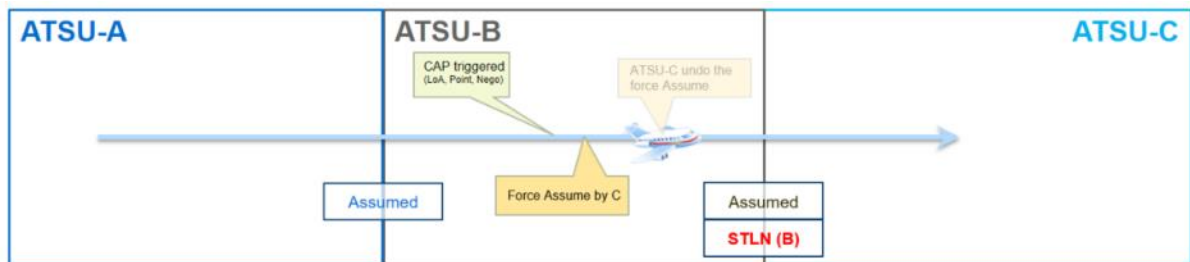 ATSU-A
ATSU-B
ATSU-C
CAP triggered
(LoA, Point, Nego)
ATSU-C undo the
force Assume
Force Assume by C
Assumed
Assumed
STLN (B)